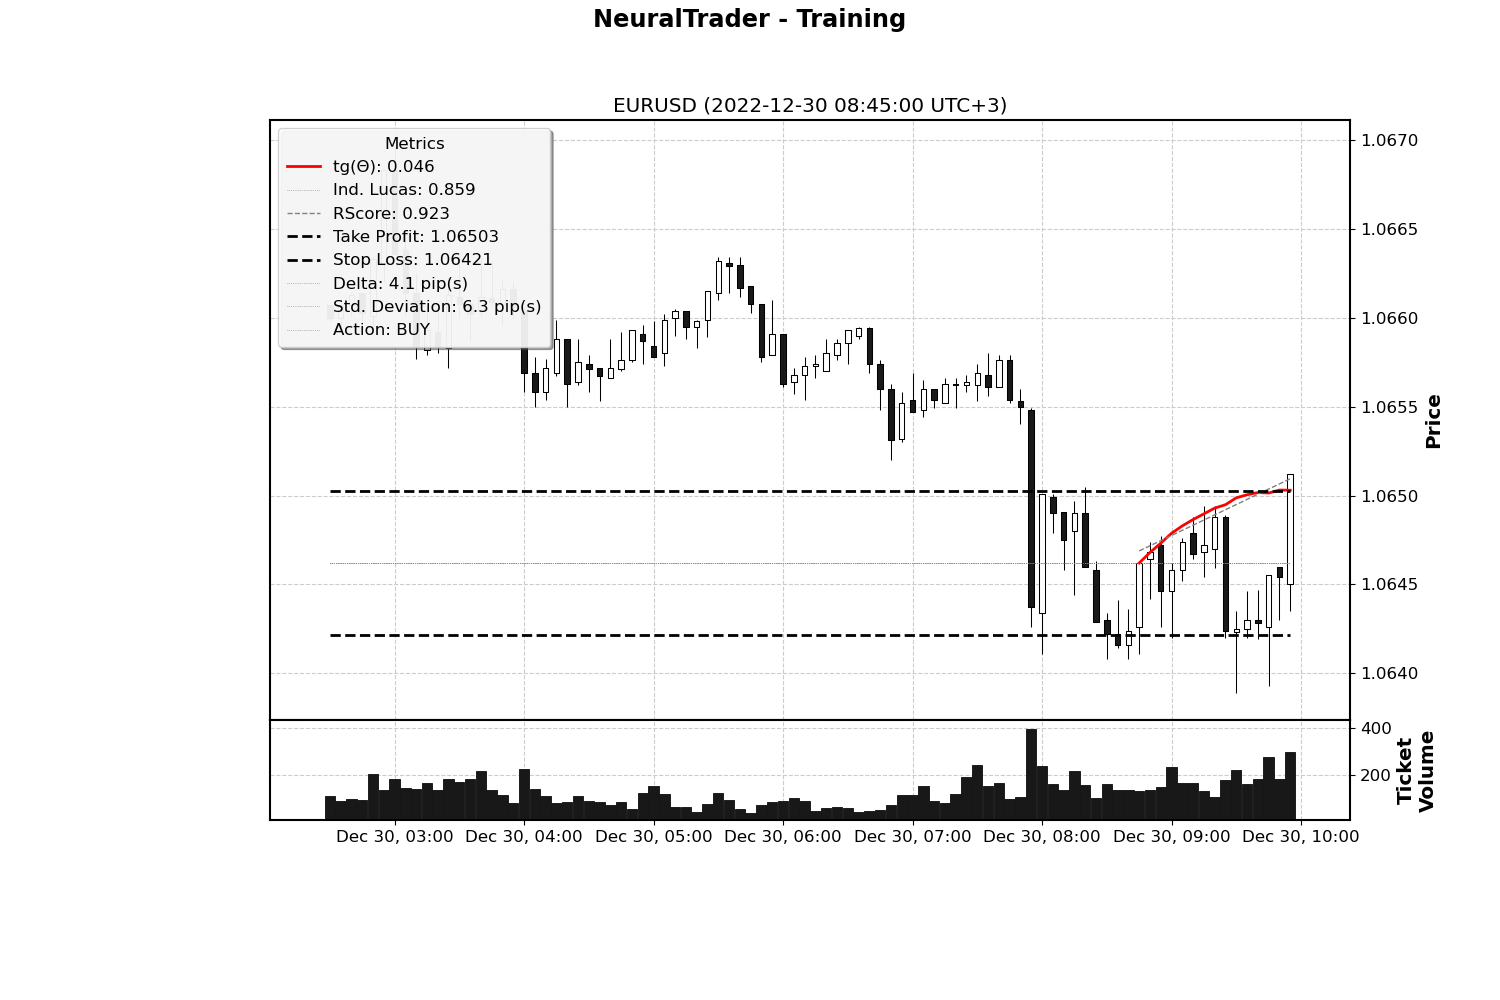 NeuralTrader - Training
EURUSD (2022-12-30 08:45:00 UTC+3)
Metrics
tg(Θ): 0.046
Ind. Lucas: 0.859
RScore: 0.923
Take Profit: 1.06503
Stop Loss: 1.06421
Delta: 4.1 pip(s)
Std. Deviation: 6.3 pip(s)
Action: BUY
1.0670
1.0665
1.0660
1.0655
1.0650
1.0645
1.0640
Price
400
200
Ticket
Volume
Dec 30, 03:00 Dec 30, 04:00 Dec 30, 05:00 Dec 30, 06:00 Dec 30, 07:00 Dec 30, 08:00 Dec 30, 09:00 Dec 30, 10:00